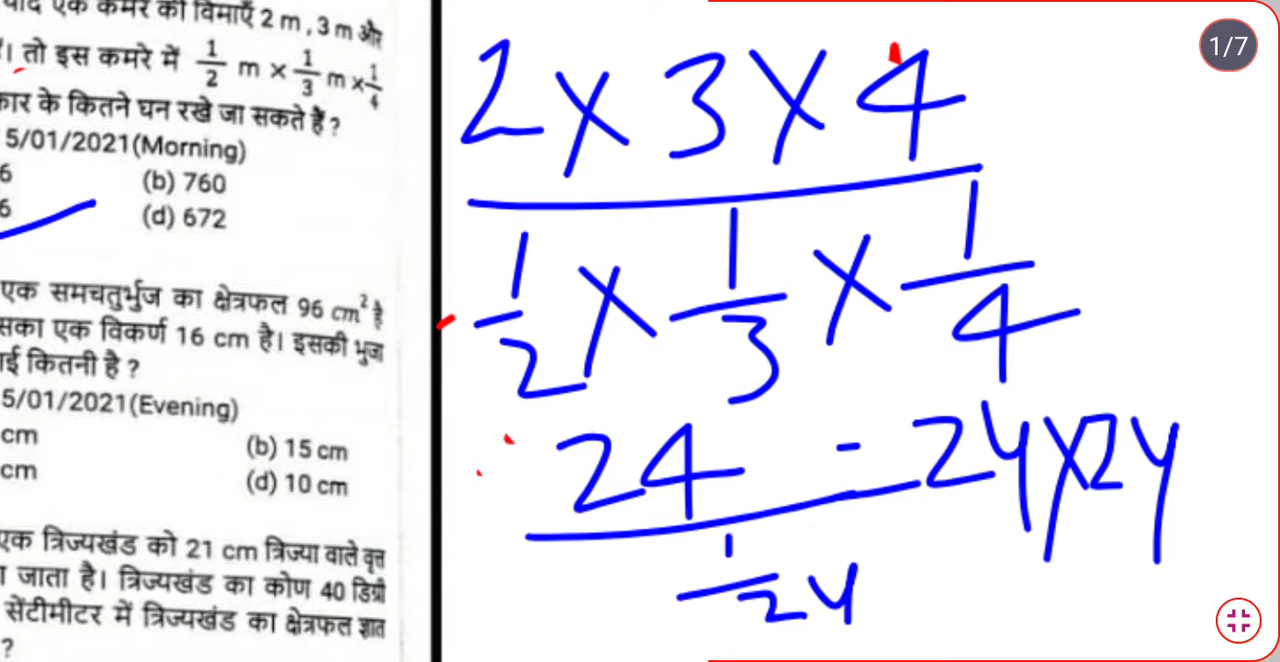 यदि एक कमरे की विमाएँ 2 m , 3 m और
। तो इस कमरे में 1/2 m × 1/3 m × 1/4
कार के कितने घन रखे जा सकते हैं ?
5/01/2021(Morning)
6 (b) 760
6 (d) 672
एक समचतुर्भुज का क्षेत्रफल 96 cm² है
सका एक विकर्ण 16 cm है। इसकी भुजा
ई कितनी है ?
5/01/2021(Evening)
cm (b) 15 cm
cm (d) 10 cm
एक त्रिज्यखंड को 21 cm त्रिज्या वाले वृत्त
ा जाता है। त्रिज्यखंड का कोण 40 डिग्री
सेंटीमीटर में त्रिज्यखंड का क्षेत्रफल ज्ञात
?
1/7
2 × 3 × 4
1/2 × 1/3 × 1/4
24 = 24 × 24
1/24